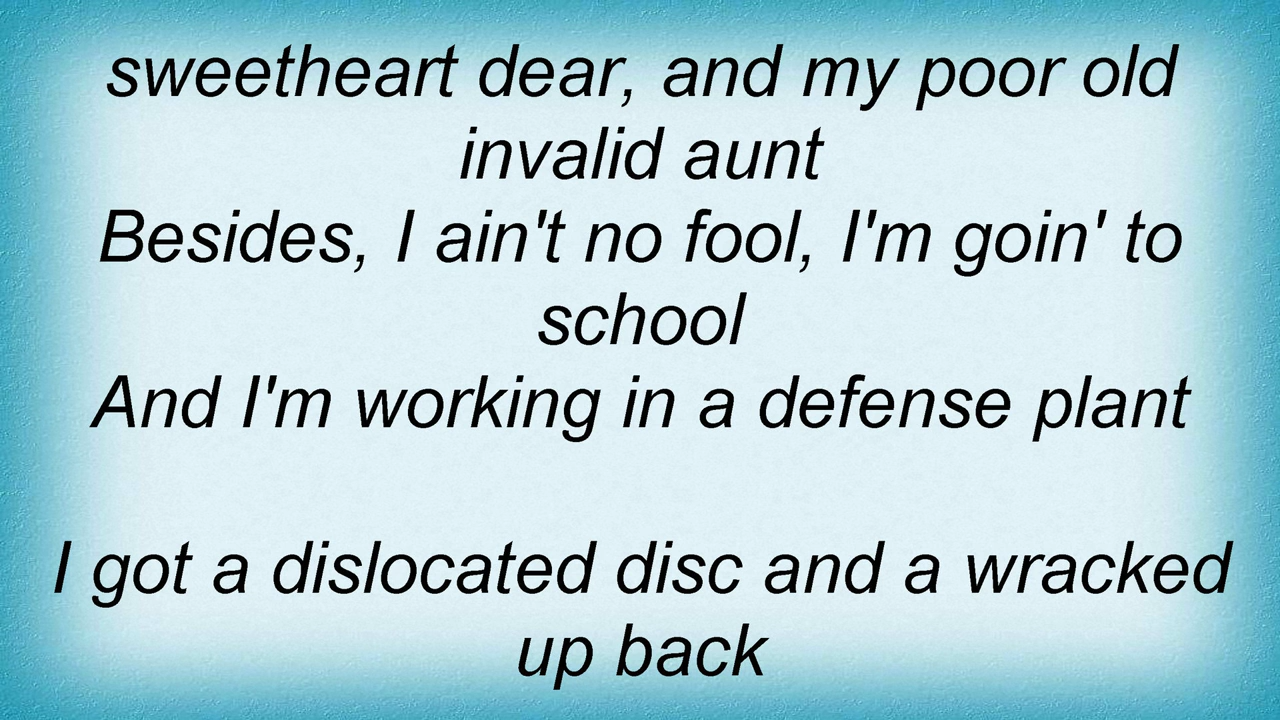 sweetheart dear, and my poor old
invalid aunt
Besides, I ain't no fool, I'm goin' to
school
And I'm working in a defense plant
I got a dislocated disc and a wracked
up back